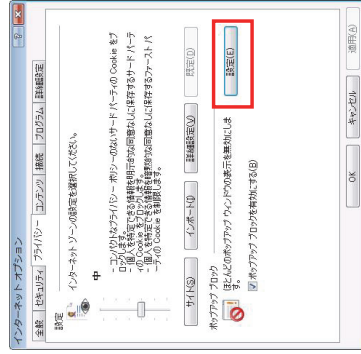 インターネット オプション
全般 セキュリティ プライバシー コンテンツ 接続 プログラム 詳細設定
設定
インターネット ゾーンの設定を選択してください。
中
- コンパクトなプライバシー ポリシーのないサード パーティの Cookie をブ
ロックします。
- 個人を特定できる情報を明示的な同意なしに保存するサード パーテ
ィの Cookie をブロックします。
- 個人を特定できる情報を暗黙的な同意なしに保存するファースト パ
ーティの Cookie を制限します。
サイト(S) インポート(I) 詳細設定(V) 既定(D)
ポップアップ ブロック
ほとんどのポップアップ ウィンドウの表示を無効にしま
す。
設定(E)
ポップアップ ブロックを有効にする(B)
OK キャンセル 適用(A)